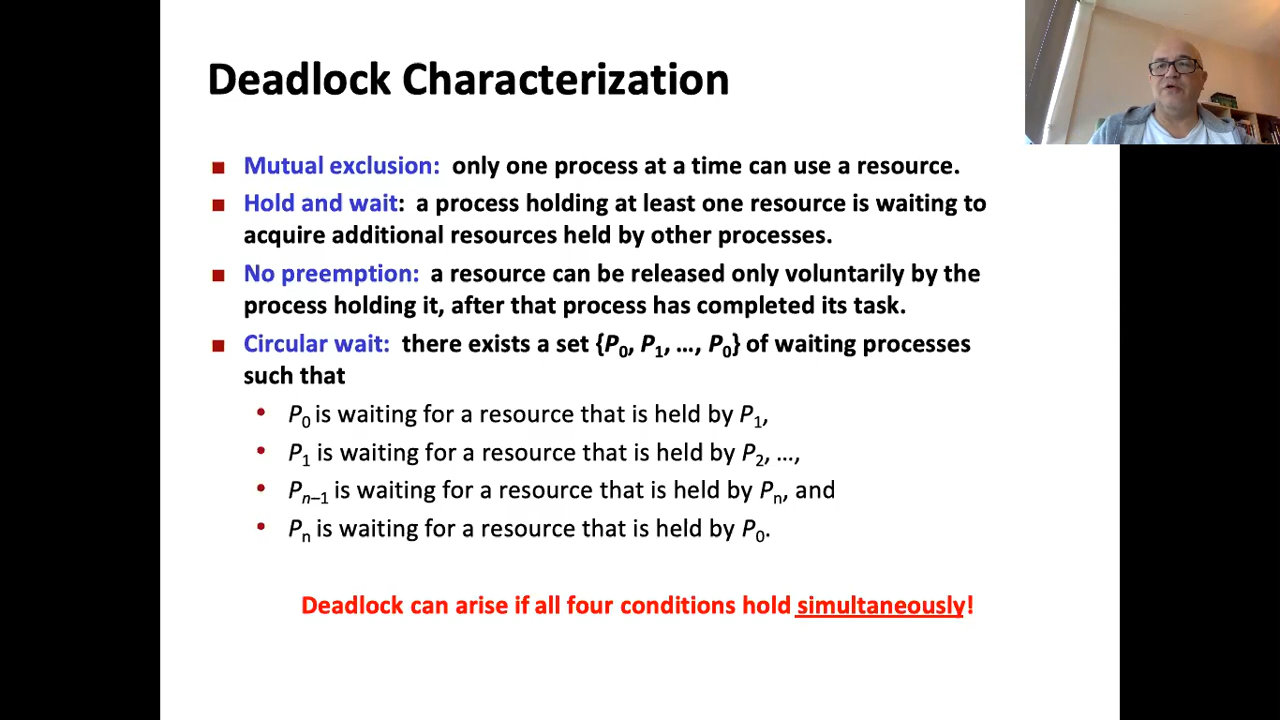 Deadlock Characterization
Mutual exclusion: only one process at a time can use a resource.
Hold and wait: a process holding at least one resource is waiting to
acquire additional resources held by other processes.
No preemption: a resource can be released only voluntarily by the
process holding it, after that process has completed its task.
Circular wait: there exists a set {P0, P1, …, P0} of waiting processes
such that
P0 is waiting for a resource that is held by P1,
P1 is waiting for a resource that is held by P2, …,
Pn–1 is waiting for a resource that is held by Pn, and
Pn is waiting for a resource that is held by P0.
Deadlock can arise if all four conditions hold simultaneously!